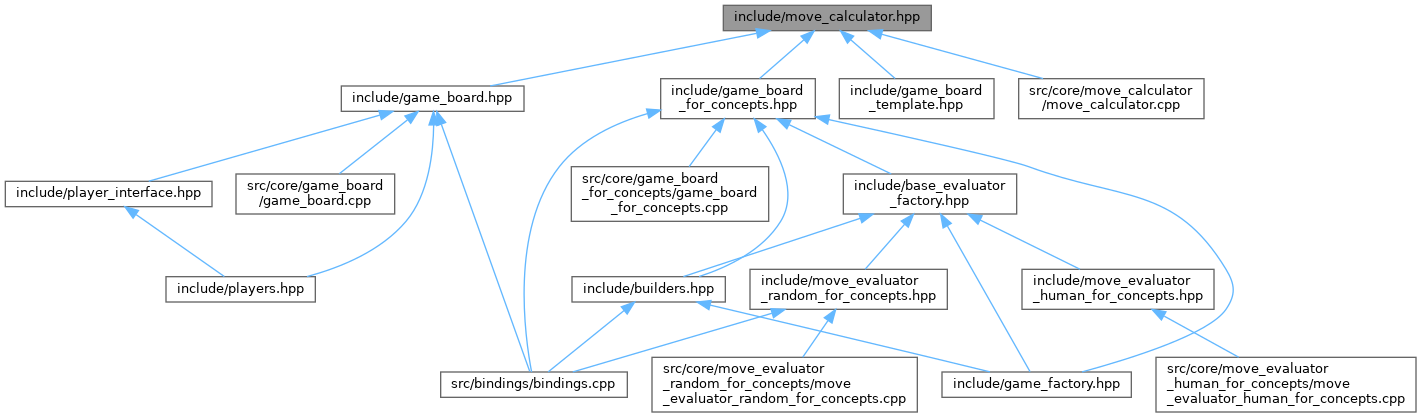 include/move_calculator.hpp
include/game_board.hpp
include/game_board
_for_concepts.hpp
include/game_board
_template.hpp
src/core/move_calculator
/move_calculator.cpp
include/player_interface.hpp
src/core/game_board
/game_board.cpp
src/core/game_board
_for_concepts/game_board
_for_concepts.cpp
include/base_evaluator
_factory.hpp
include/players.hpp
include/builders.hpp
include/move_evaluator
_random_for_concepts.hpp
include/move_evaluator
_human_for_concepts.hpp
src/bindings/bindings.cpp
src/core/move_evaluator
_random_for_concepts/move
_evaluator_random_for_concepts.cpp
include/game_factory.hpp
src/core/move_evaluator
_human_for_concepts/move
_evaluator_human_for_concepts.cpp